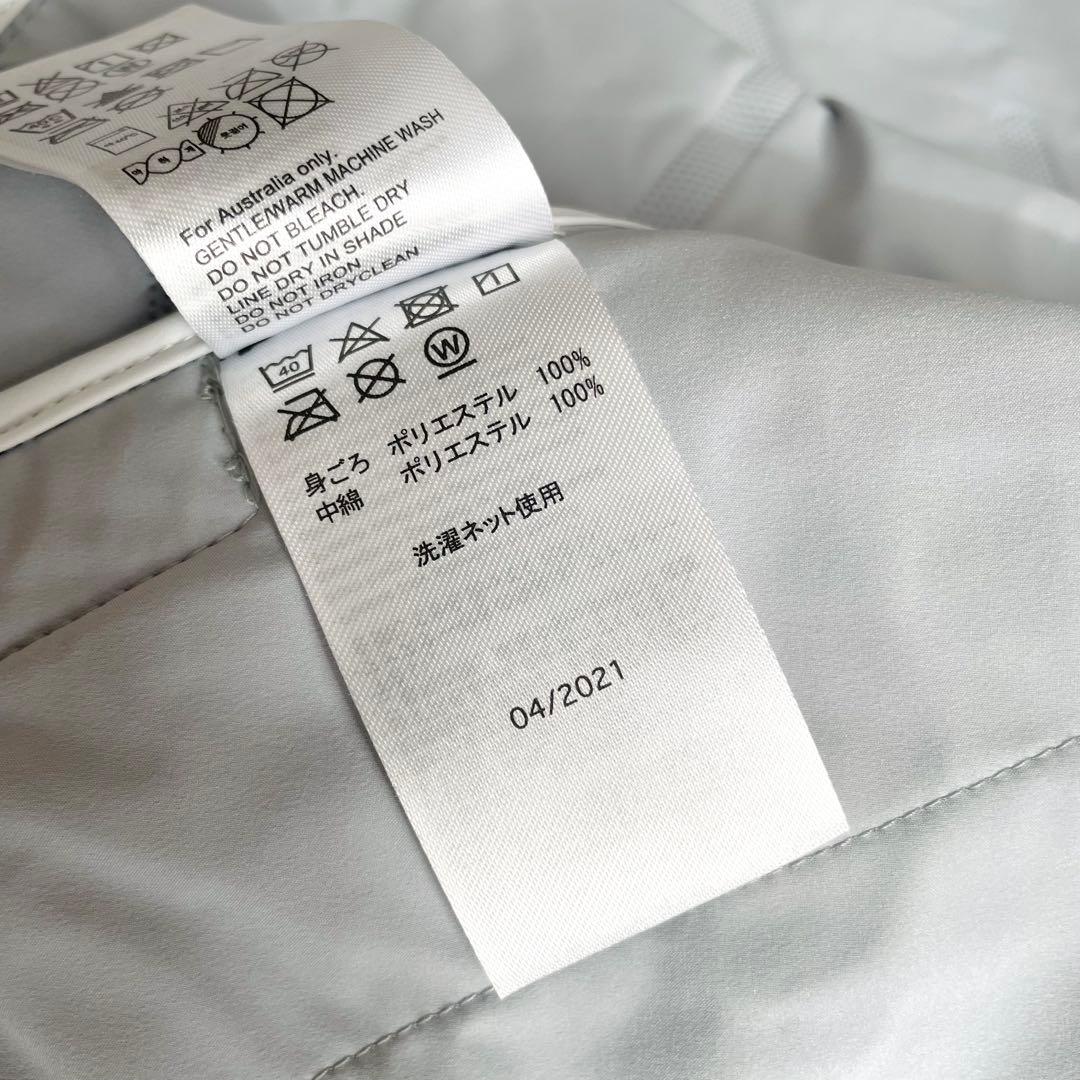 For Australia only.
GENTLE/WARM MACHINE WASH
DO NOT BLEACH.
DO NOT TUMBLE DRY
LINE DRY IN SHADE
DO NOT IRON
DO NOT DRYCLEAN
40
W
身ごろ ポリエステル 100%
中綿 ポリエステル 100%
洗濯ネット使用
04/2021